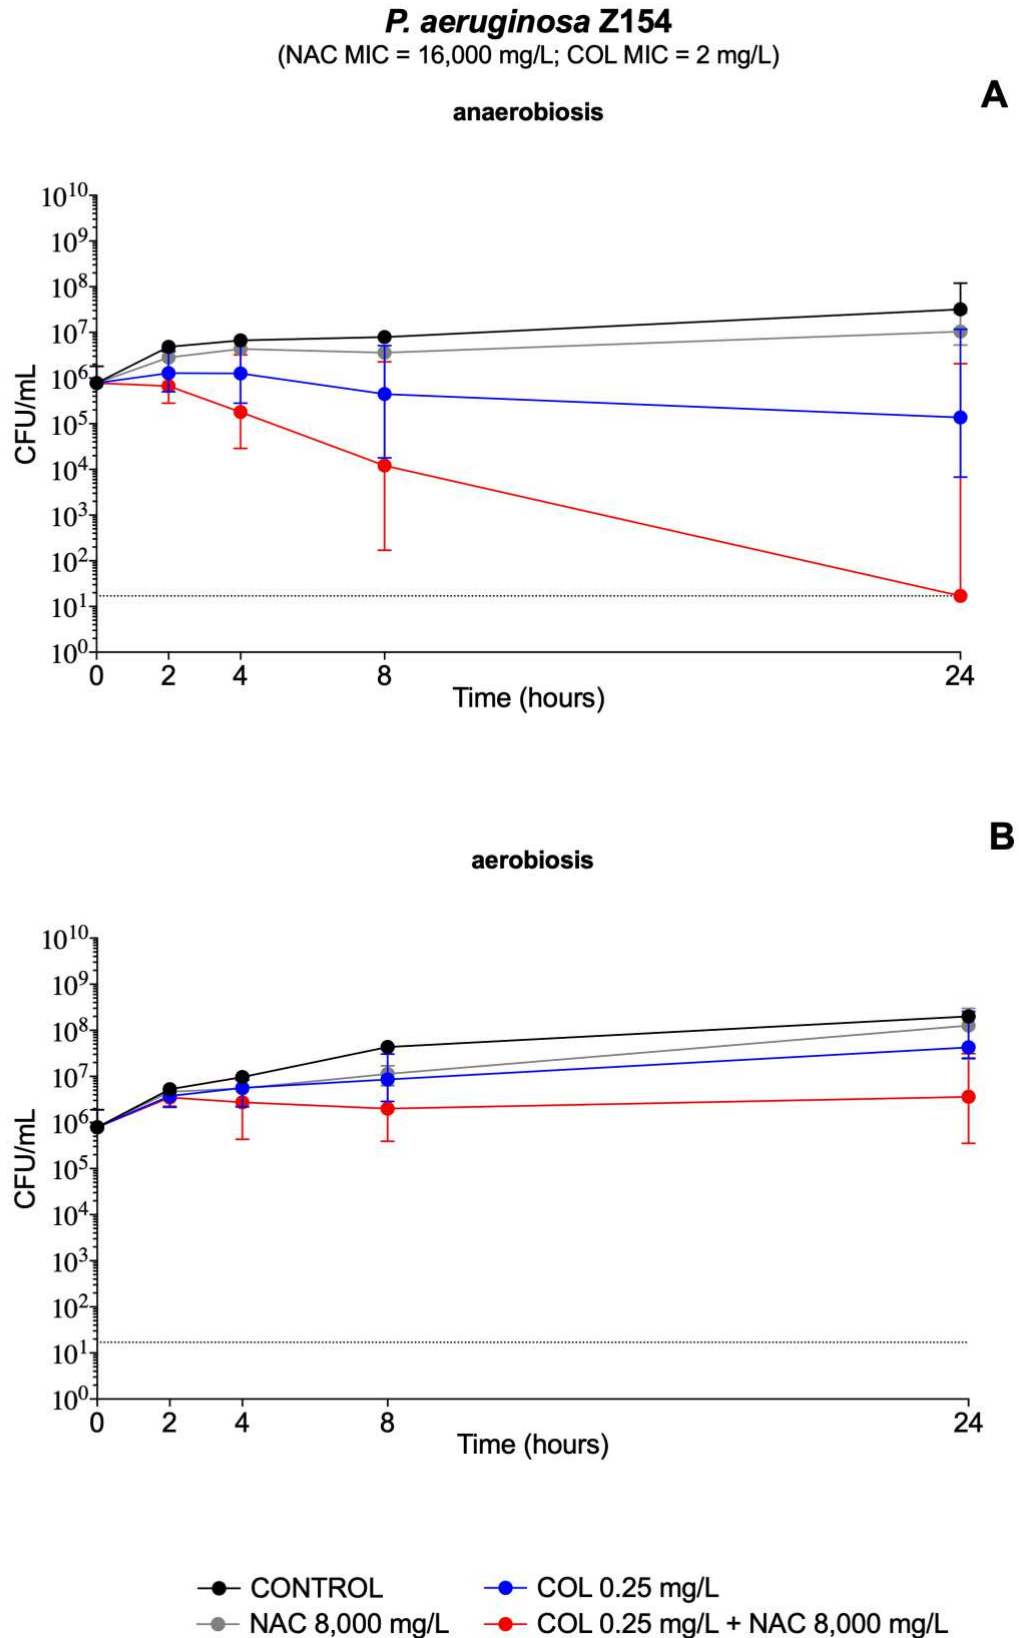 P. aeruginosa Z154
(NAC MIC = 16,000 mg/L; COL MIC = 2 mg/L)
A
anaerobiosis
10^10
10^9
10^8
10^7
10^6
10^5
10^4
10^3
10^2
10^1
10^0
CFU/mL
0 2 4 8 24
Time (hours)
B
aerobiosis
10^10
10^9
10^8
10^7
10^6
10^5
10^4
10^3
10^2
10^1
10^0
CFU/mL
0 2 4 8 24
Time (hours)
CONTROL COL 0.25 mg/L
NAC 8,000 mg/L COL 0.25 mg/L + NAC 8,000 mg/L